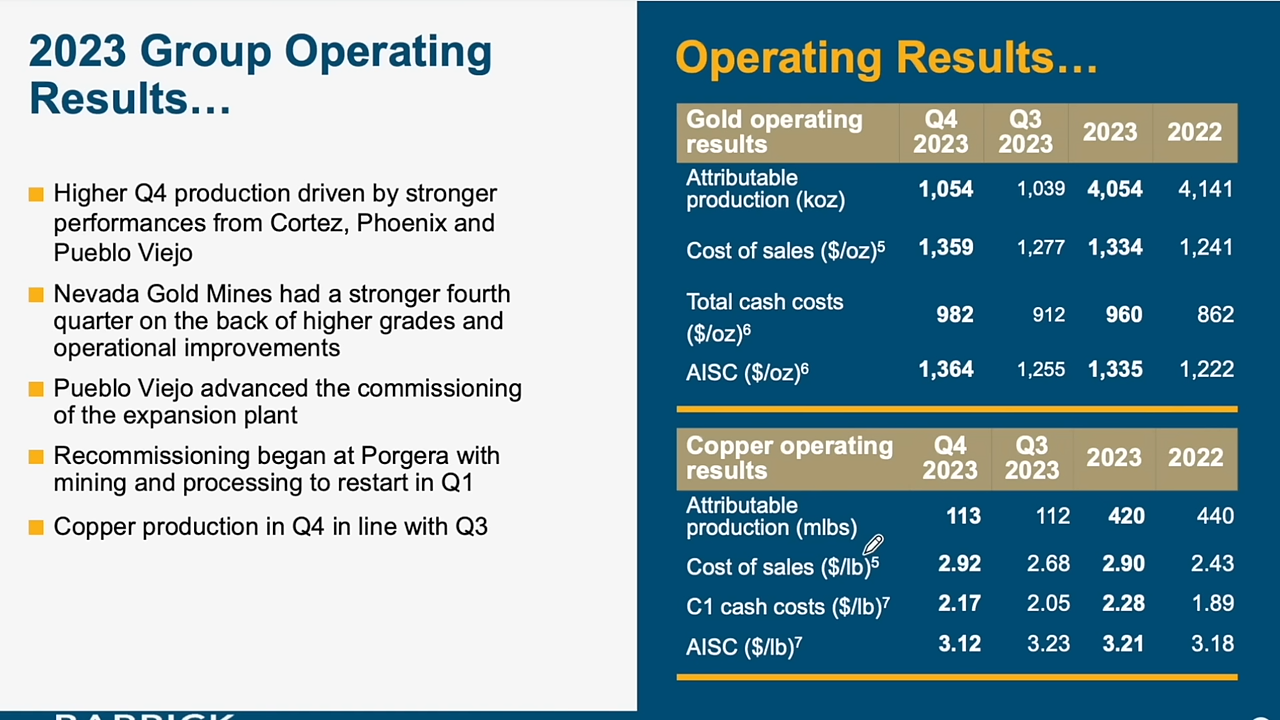 2023 Group Operating
Results…
Higher Q4 production driven by stronger
performances from Cortez, Phoenix and
Pueblo Viejo
Nevada Gold Mines had a stronger fourth
quarter on the back of higher grades and
operational improvements
Pueblo Viejo advanced the commissioning
of the expansion plant
Recommissioning began at Porgera with
mining and processing to restart in Q1
Copper production in Q4 in line with Q3
BARRICK
Operating Results…
Gold operating results Q4 2023 Q3 2023 2023 2022
Attributable production (koz) 1,054 1,039 4,054 4,141
Cost of sales ($/oz)⁵ 1,359 1,277 1,334 1,241
Total cash costs ($/oz)⁶ 982 912 960 862
AISC ($/oz)⁶ 1,364 1,255 1,335 1,222
Copper operating results Q4 2023 Q3 2023 2023 2022
Attributable production (mlbs) 113 112 420 440
Cost of sales ($/lb)⁵ 2.92 2.68 2.90 2.43
C1 cash costs ($/lb)⁷ 2.17 2.05 2.28 1.89
AISC ($/lb)⁷ 3.12 3.23 3.21 3.18